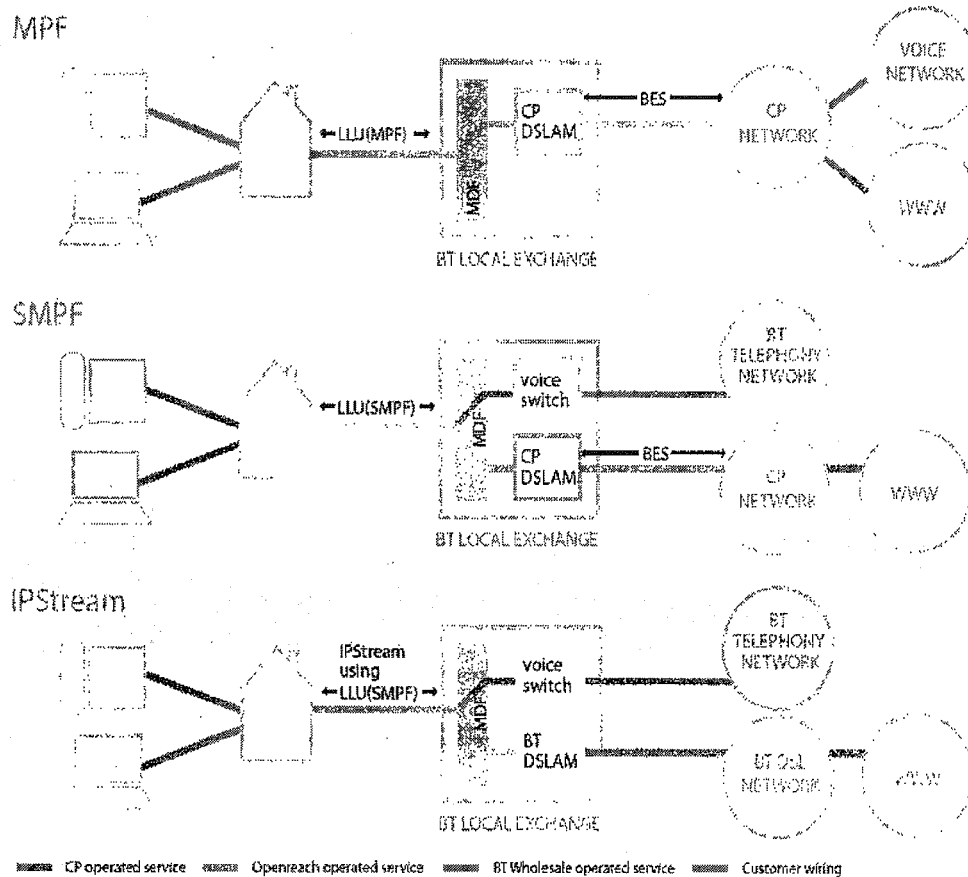 MPF
VOICE
NETWORK
BES
CP
NETWORK
LLU(MPF)
CP
DSLAM
MDF
WWW
BT LOCAL EXCHANGE
SMPF
BT
TELEPHONY
NETWORK
voice
switch
LLU(SMPF)
MDF
BES
CP
DSLAM
CP
NETWORK
WWW
BT LOCAL EXCHANGE
IPStream
BT
TELEPHONY
NETWORK
IPStream
using
LLU(SMPF)
voice
switch
MDF
BT
DSLAM
BT DSL
NETWORK
WWW
BT LOCAL EXCHANGE
CP operated service
Openreach operated service
BT Wholesale operated service
Customer wiring